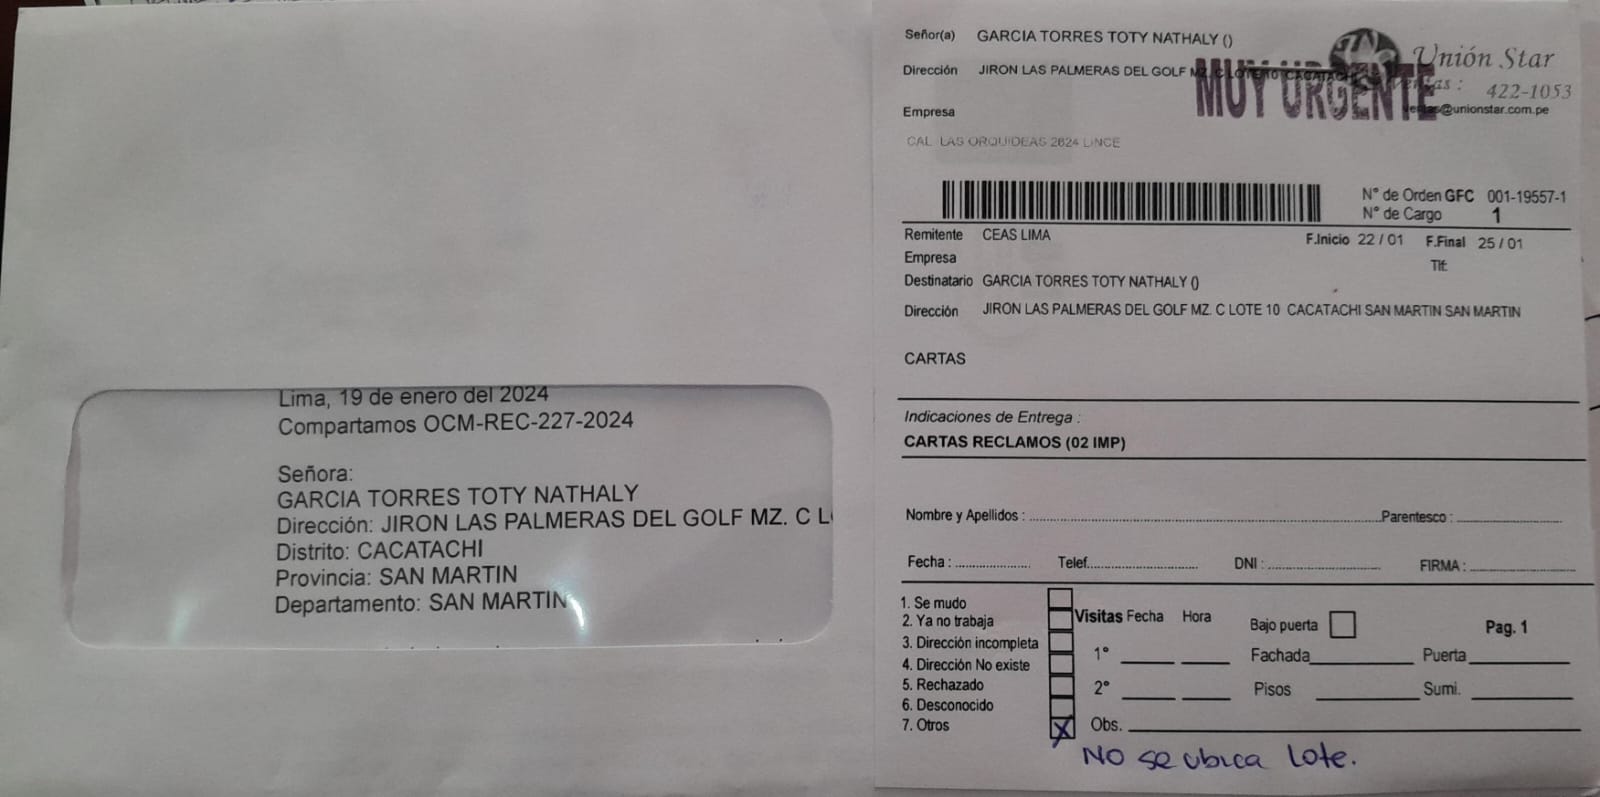 Lima, 19 de enero del 2024
Compartamos OCM-REC-227-2024
Señora:
GARCIA TORRES TOTY NATHALY
Dirección: JIRON LAS PALMERAS DEL GOLF MZ. C L
Distrito: CACATACHI
Provincia: SAN MARTIN
Departamento: SAN MARTIN
Señor(a) GARCIA TORRES TOTY NATHALY ()
Unión Star
Dirección JIRON LAS PALMERAS DEL GOLF MZ. C LOTE 10 CACATACHI
MUY URGENTE
Ventas : 422-1053
ventas@unionstar.com.pe
Empresa
CAL. LAS ORQUIDEAS 2624 LINCE
N° de Orden GFC 001-19557-1
N° de Cargo 1
Remitente CEAS LIMA F.Inicio 22 / 01 F.Final 25 / 01
Empresa Tlf:
Destinatario GARCIA TORRES TOTY NATHALY ()
Dirección JIRON LAS PALMERAS DEL GOLF MZ. C LOTE 10 CACATACHI SAN MARTIN SAN MARTIN
CARTAS
Indicaciones de Entrega :
CARTAS RECLAMOS (02 IMP)
Nombre y Apellidos : Parentesco :
Fecha : Telef. DNI : FIRMA :
1. Se mudo
2. Ya no trabaja
3. Dirección incompleta
4. Dirección No existe
5. Rechazado
6. Desconocido
7. Otros X
Visitas Fecha Hora Bajo puerta Pag. 1
1° Fachada Puerta
2° Pisos Sumi.
Obs.
No se ubica lote.